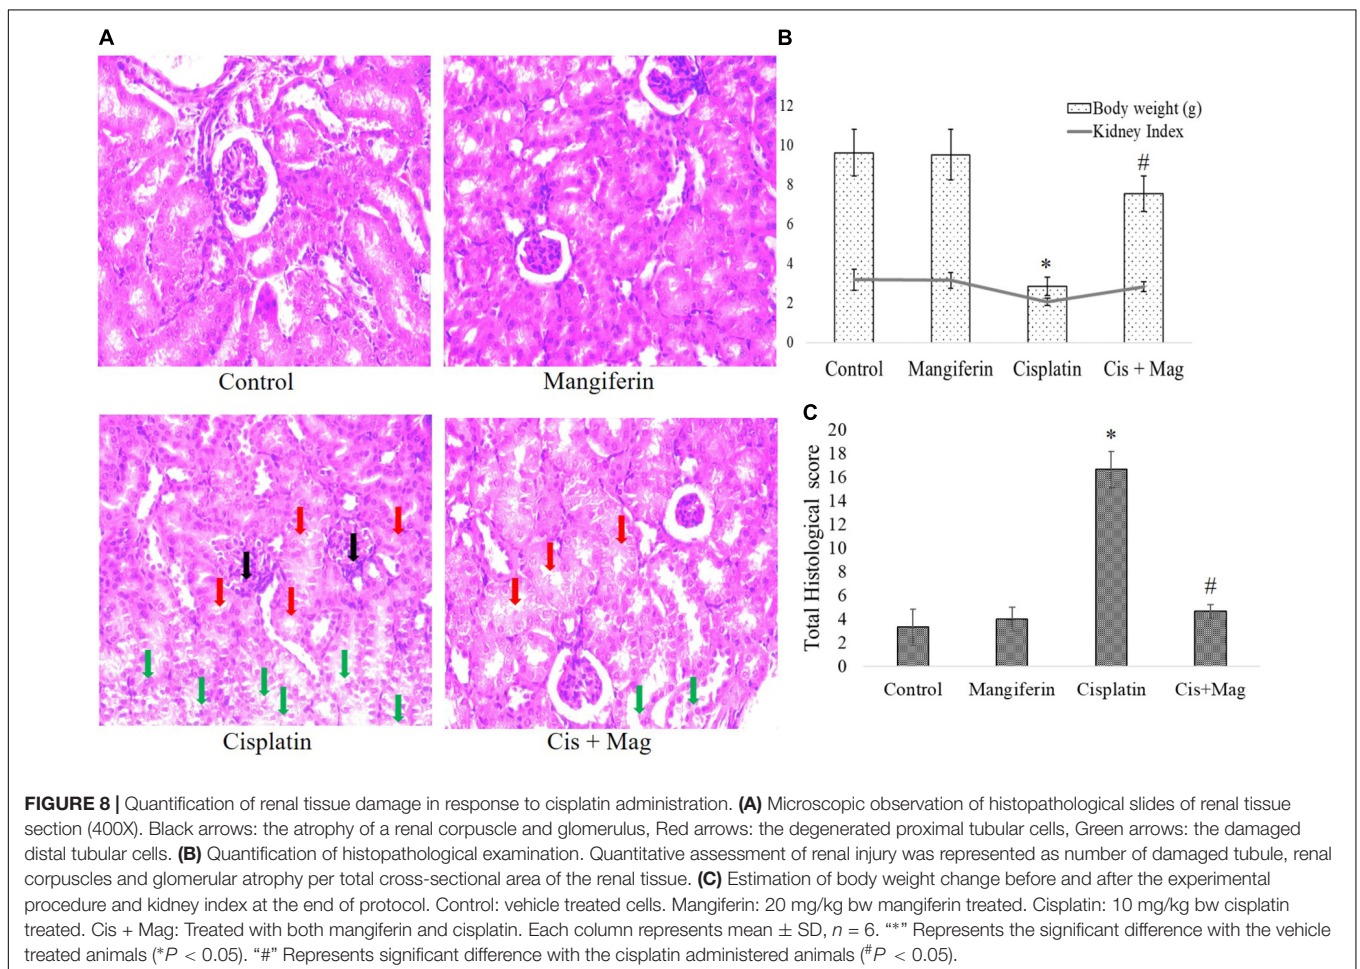 A
Control
Mangiferin
Cisplatin
Cis + Mag
B
12
10
8
6
4
2
0
Body weight (g)
Kidney Index
*
#
Control
Mangiferin
Cisplatin
Cis + Mag
C
Total Histological score
20
18
16
14
12
10
8
6
4
2
0
*
#
Control
Mangiferin
Cisplatin
Cis+Mag
FIGURE 8 | Quantification of renal tissue damage in response to cisplatin administration. (A) Microscopic observation of histopathological slides of renal tissue
section (400X). Black arrows: the atrophy of a renal corpuscle and glomerulus, Red arrows: the degenerated proximal tubular cells, Green arrows: the damaged
distal tubular cells. (B) Quantification of histopathological examination. Quantitative assessment of renal injury was represented as number of damaged tubule, renal
corpuscles and glomerular atrophy per total cross-sectional area of the renal tissue. (C) Estimation of body weight change before and after the experimental
procedure and kidney index at the end of protocol. Control: vehicle treated cells. Mangiferin: 20 mg/kg bw mangiferin treated. Cisplatin: 10 mg/kg bw cisplatin
treated. Cis + Mag: Treated with both mangiferin and cisplatin. Each column represents mean ± SD, n = 6. “*” Represents the significant difference with the vehicle
treated animals (*P < 0.05). “#” Represents significant difference with the cisplatin administered animals (#P < 0.05).